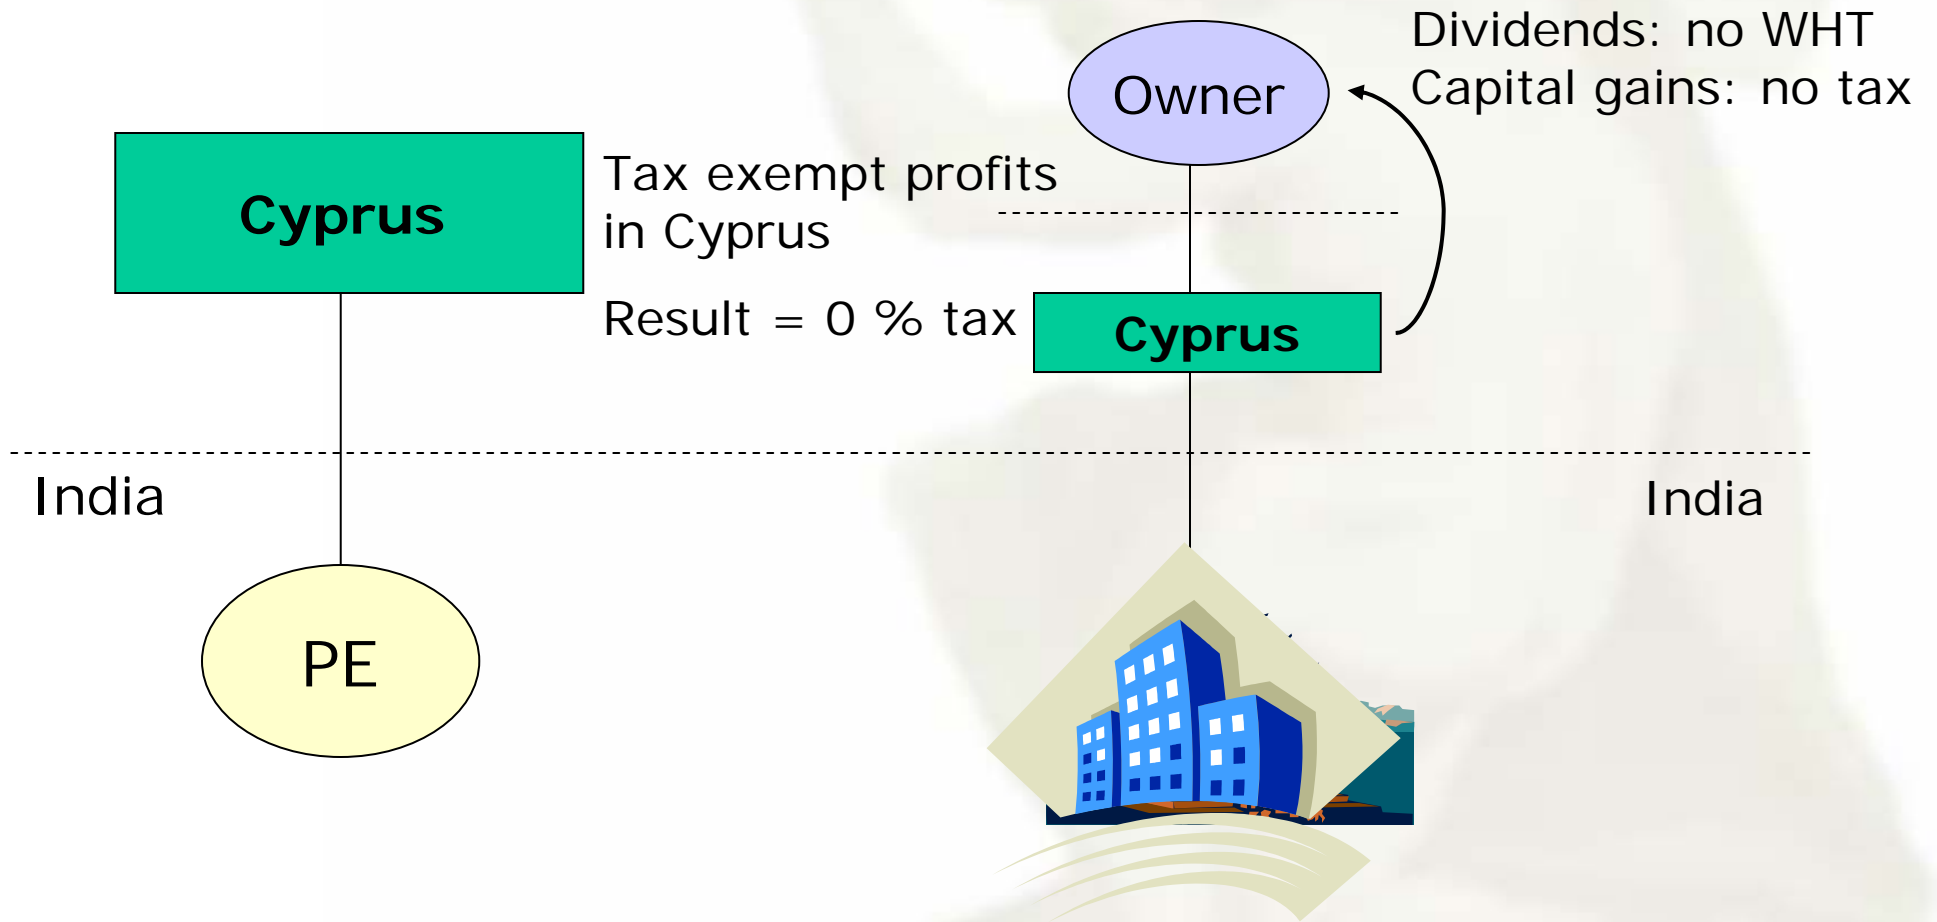 Dividends: no WHT
Capital gains: no tax
Owner
Cyprus
Tax exempt profits
in Cyprus
Result = 0 % tax
Cyprus
India
India
PE